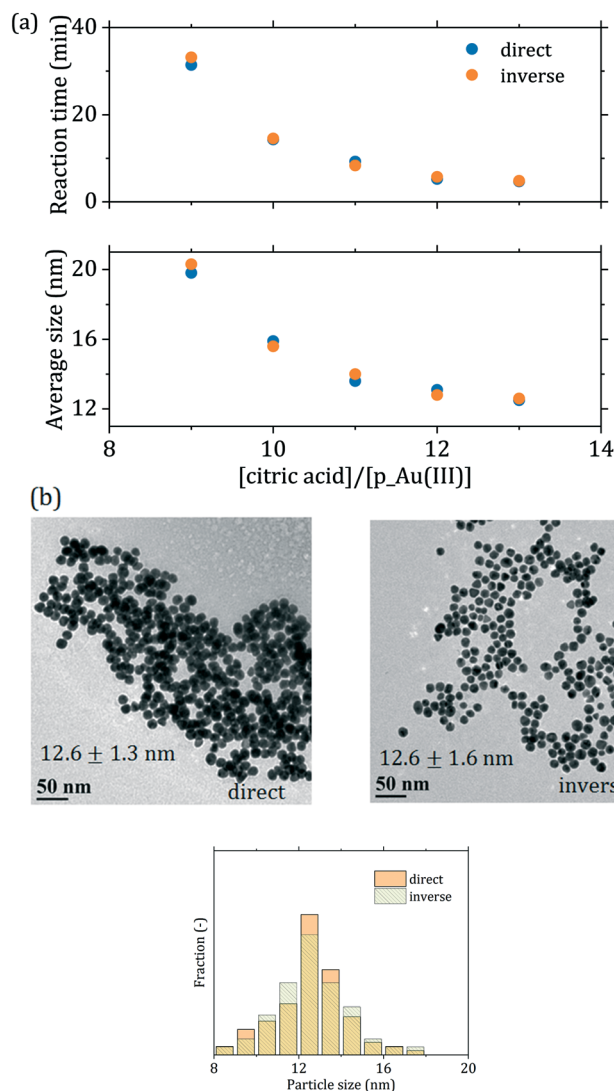 (a)
Reaction time (min)
40
20
0
direct
inverse
Average size (nm)
20
16
12
8
10
12
14
[citric acid]/[p_Au(III)]
(b)
12.6 ± 1.3 nm
50 nm
direct
12.6 ± 1.6 nm
50 nm
invers
Fraction (-)
direct
inverse
8
12
16
20
Particle size (nm)